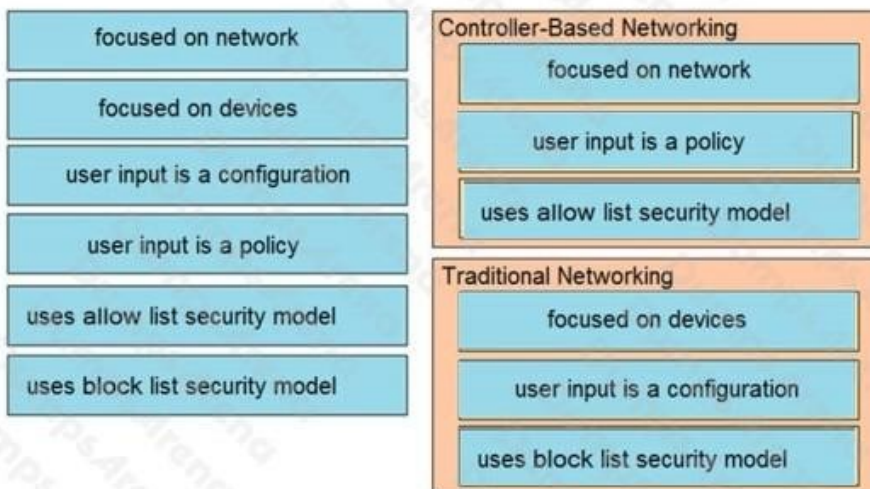 focused on network
focused on devices
user input is a configuration
user input is a policy
uses allow list security model
uses block list security model
Controller-Based Networking
focused on network
user input is a policy
uses allow list security model
Traditional Networking
focused on devices
user input is a configuration
uses block list security model